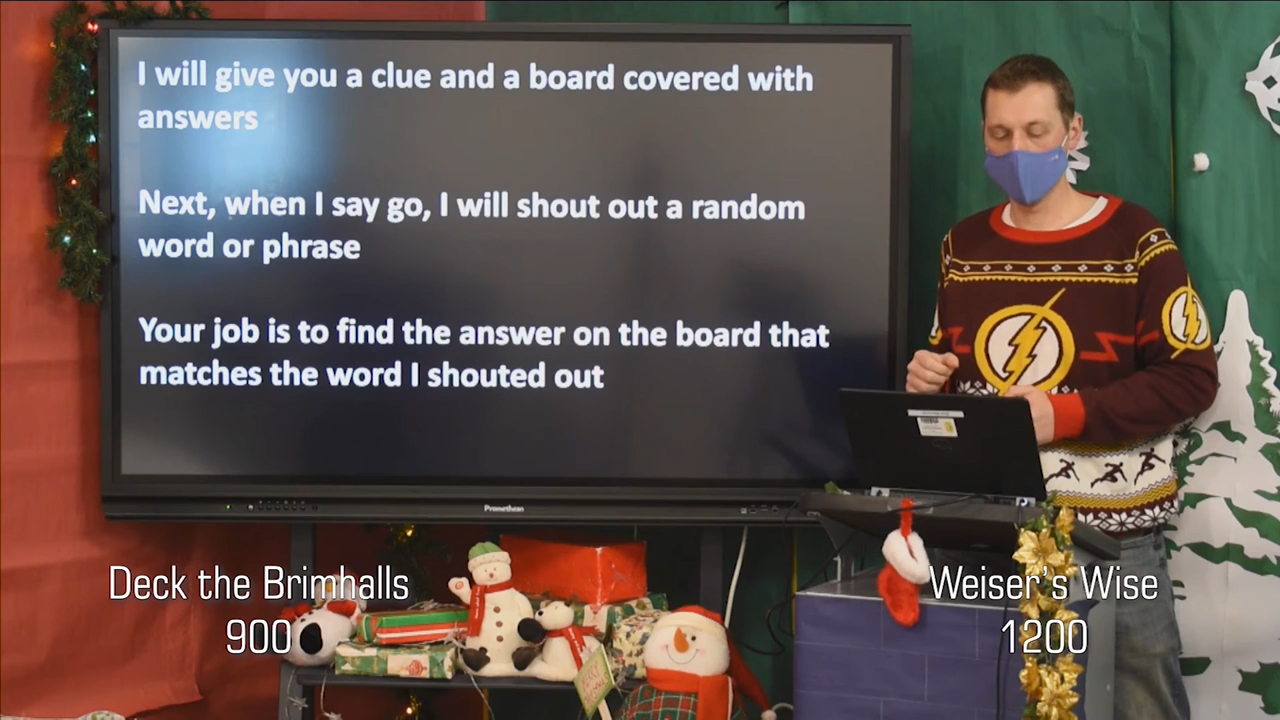 I will give you a clue and a board covered with
answers
Next, when I say go, I will shout out a random
word or phrase
Your job is to find the answer on the board that
matches the word I shouted out
Promethean
Deck the Brimhalls
900
Weiser's Wise
1200